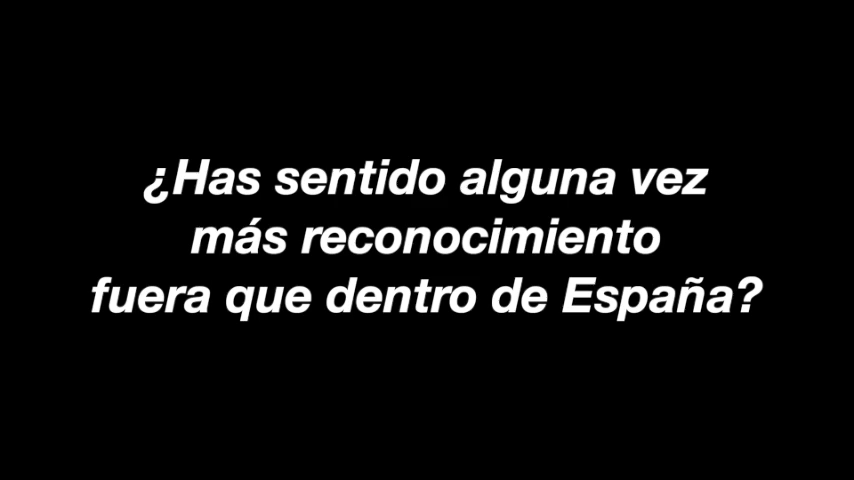 ¿Has sentido alguna vez
más reconocimiento
fuera que dentro de España?